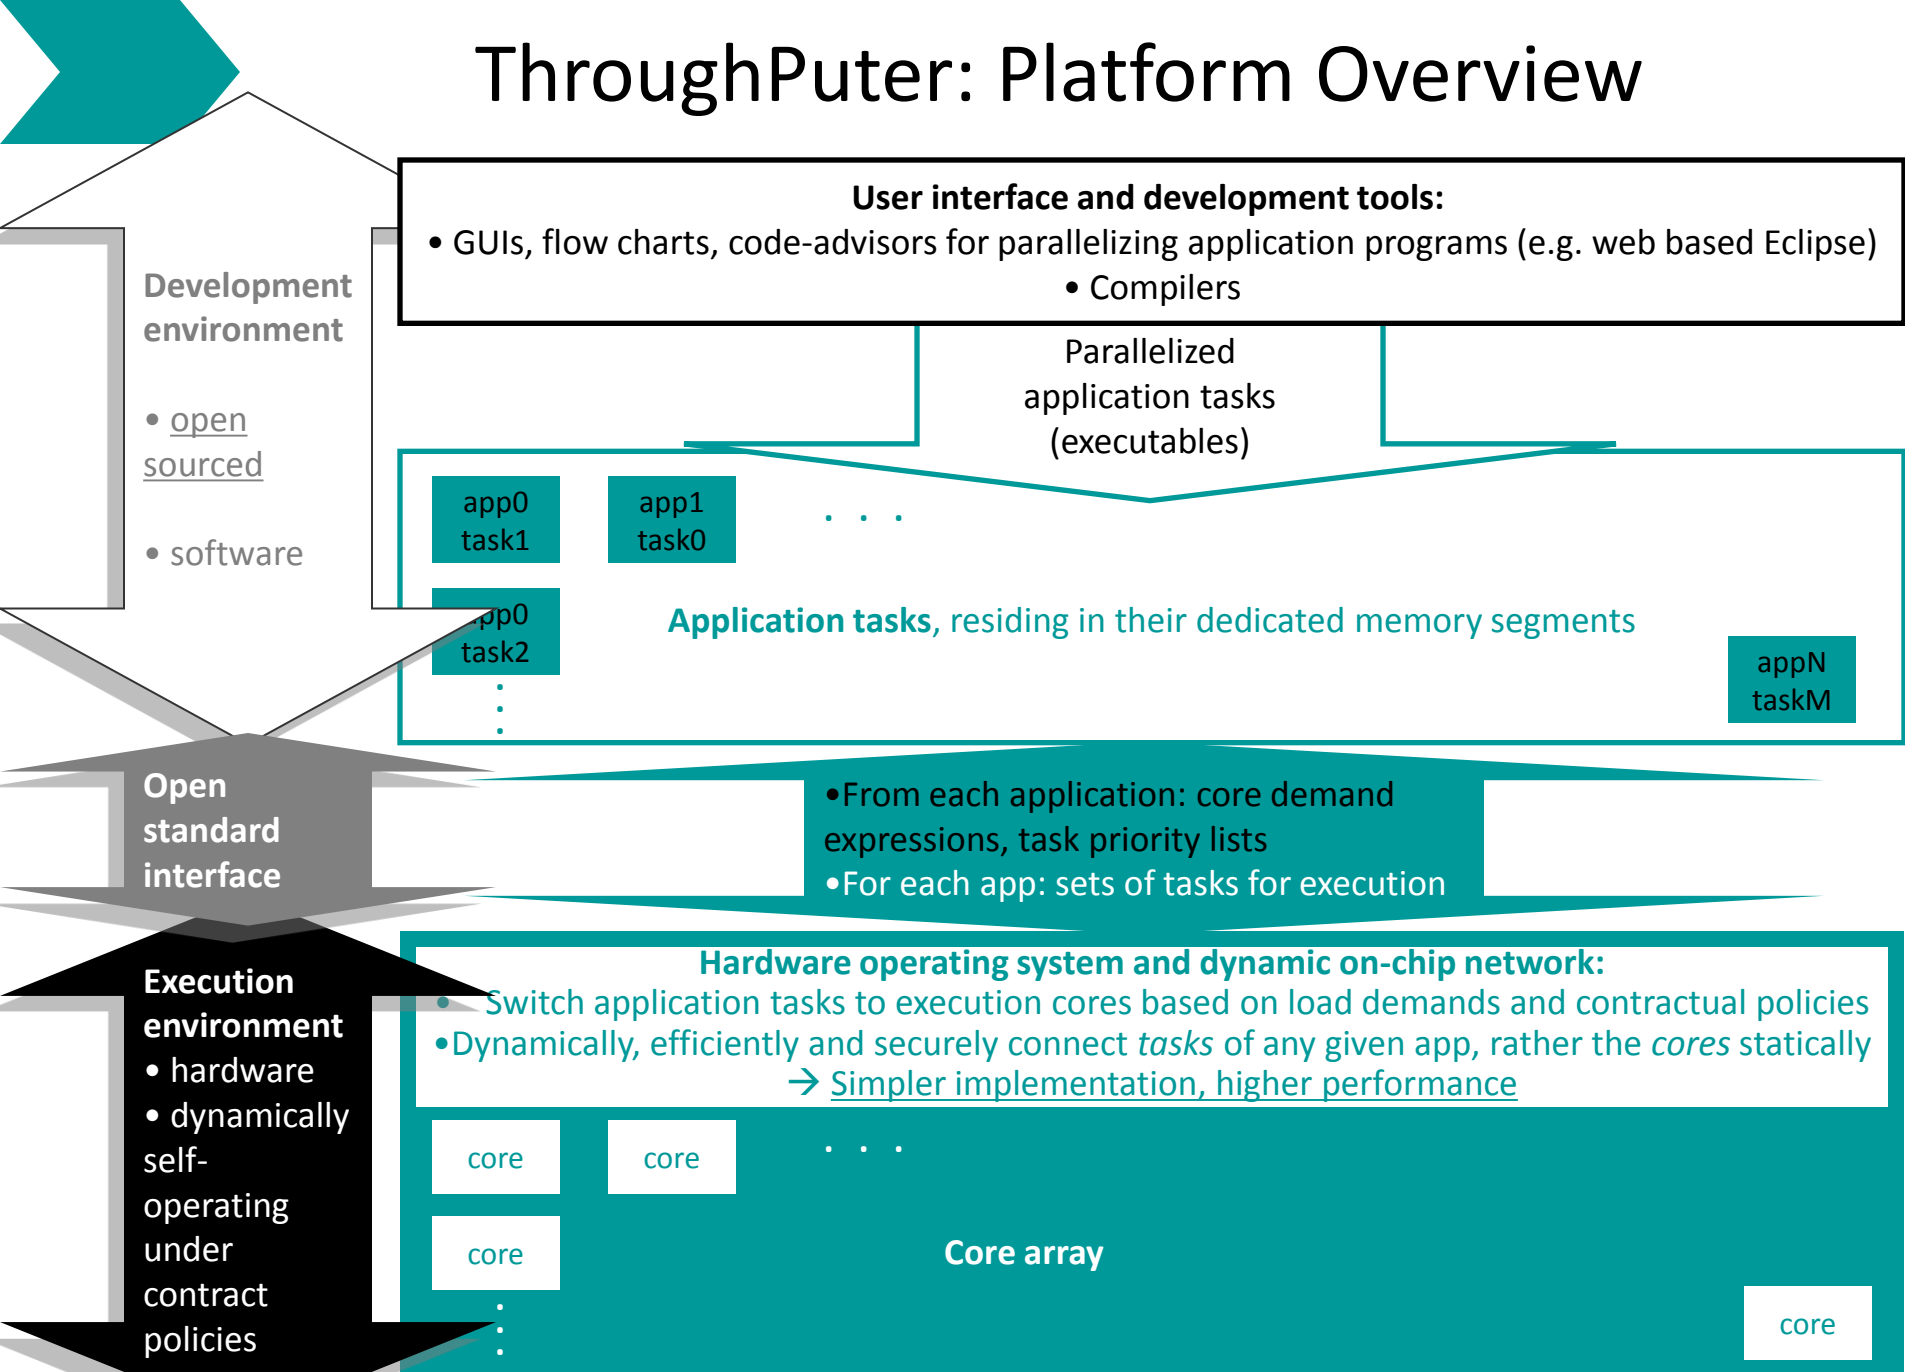 ThroughPuter: Platform Overview
User interface and development tools:
• GUIs, flow charts, code-advisors for parallelizing application programs (e.g. web based Eclipse)
• Compilers
Development
environment
• open
sourced
• software
Parallelized
application tasks
(executables)
app0
task1
app1
task0
. . .
app0
task2
Application tasks, residing in their dedicated memory segments
appN
taskM
Open
standard
interface
•From each application: core demand
expressions, task priority lists
•For each app: sets of tasks for execution
Execution
environment
• hardware
• dynamically
self-
operating
under
contract
policies
Hardware operating system and dynamic on-chip network:
• Switch application tasks to execution cores based on load demands and contractual policies
•Dynamically, efficiently and securely connect tasks of any given app, rather the cores statically
→ Simpler implementation, higher performance
core
core
. . .
core
Core array
core